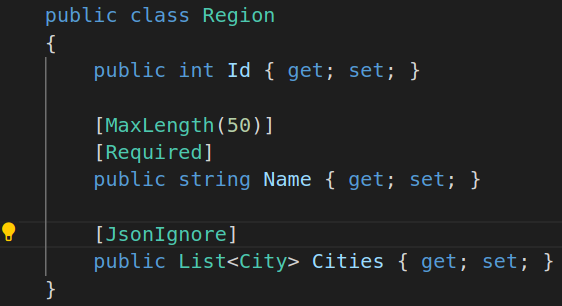 public class Region
{
    public int Id { get; set; }

    [MaxLength(50)]
    [Required]
    public string Name { get; set; }

    [JsonIgnore]
    public List<City> Cities { get; set; }
}